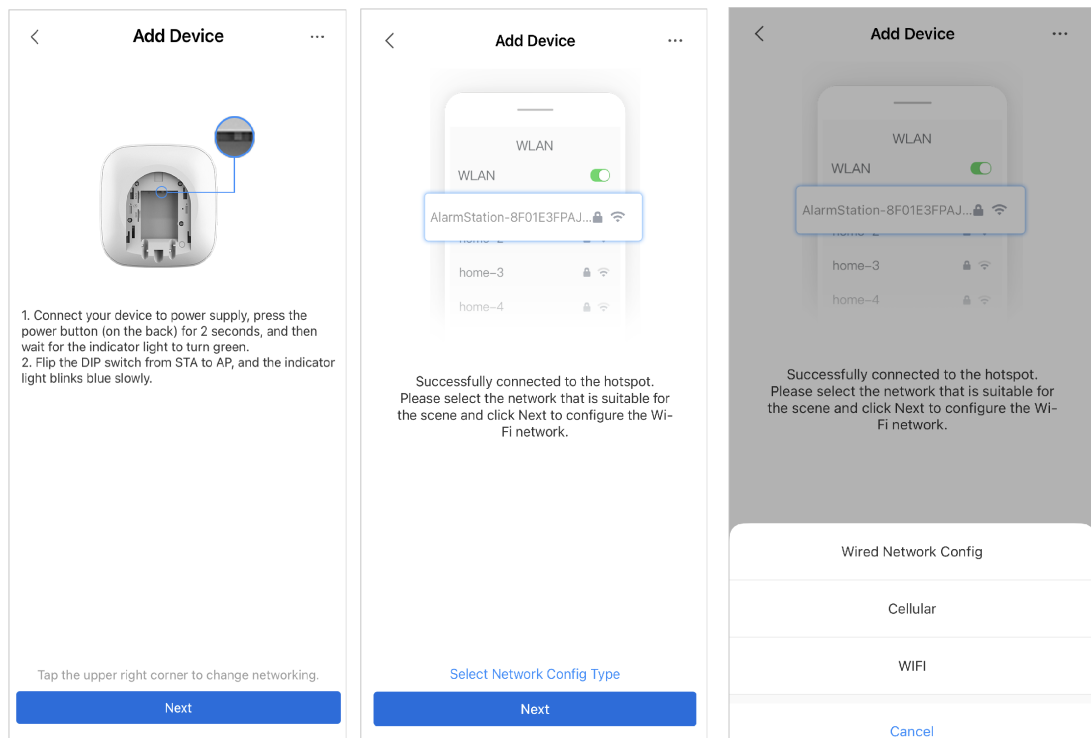 Add Device
...
1. Connect your device to power supply, press the
power button (on the back) for 2 seconds, and then
wait for the indicator light to turn green.
2. Flip the DIP switch from STA to AP, and the indicator
light blinks blue slowly.
Tap the upper right corner to change networking.
Next
Add Device
...
WLAN
WLAN
AlarmStation-8F01E3FPAJ...
home-2
home-3
home-4
Successfully connected to the hotspot.
Please select the network that is suitable for
the scene and click Next to configure the Wi-
Fi network.
Select Network Config Type
Next
Add Device
...
WLAN
WLAN
AlarmStation-8F01E3FPAJ...
home-2
home-3
home-4
Successfully connected to the hotspot.
Please select the network that is suitable for
the scene and click Next to configure the Wi-
Fi network.
Wired Network Config
Cellular
WIFI
Cancel